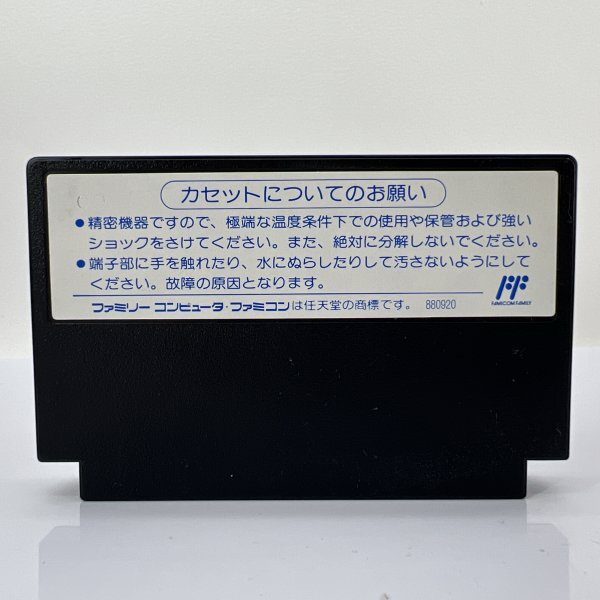 カセットについてのお願い
●精密機器ですので、極端な温度条件下での使用や保管および強い
ショックをさけてください。また、絶対に分解しないでください。
●端子部に手を触れたり、水にぬらしたりして汚さないようにして
ください。故障の原因となります。
ファミリー コンピュータ・ファミコンは任天堂の商標です。 880920
FAMICOM FAMILY